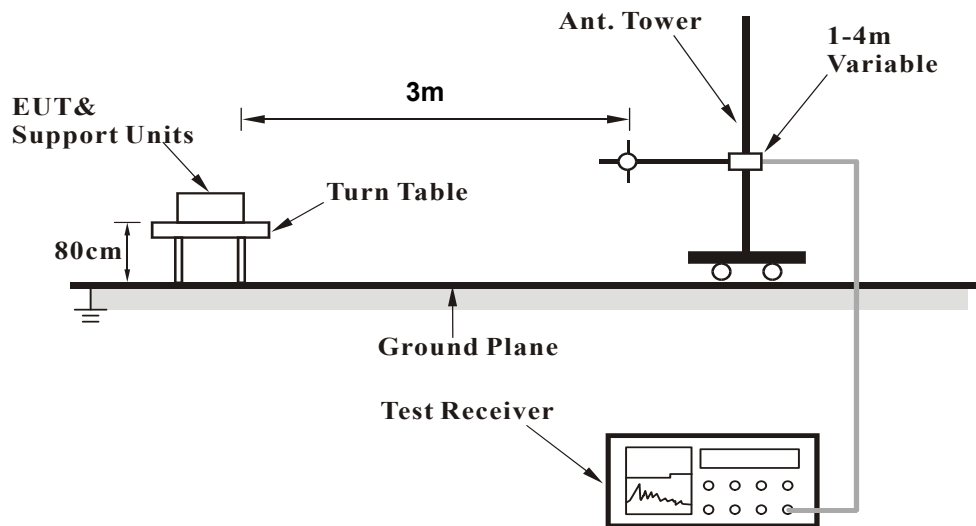 Ant. Tower
1-4m
Variable
3m
EUT&
Support Units
Turn Table
80cm
Ground Plane
Test Receiver